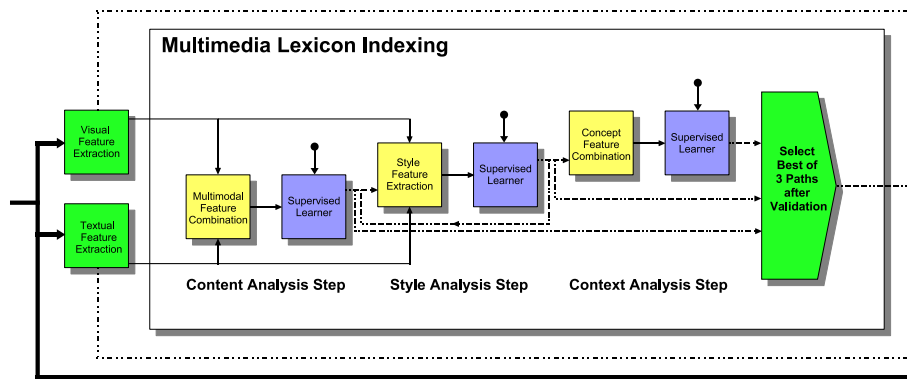 Multimedia Lexicon Indexing
Visual
Feature
Extraction
Textual
Feature
Extraction
Multimodal
Feature
Combination
Supervised
Learner
Style
Feature
Extraction
Supervised
Learner
Concept
Feature
Combination
Supervised
Learner
Select
Best of
3 Paths
after
Validation
Content Analysis Step
Style Analysis Step
Context Analysis Step